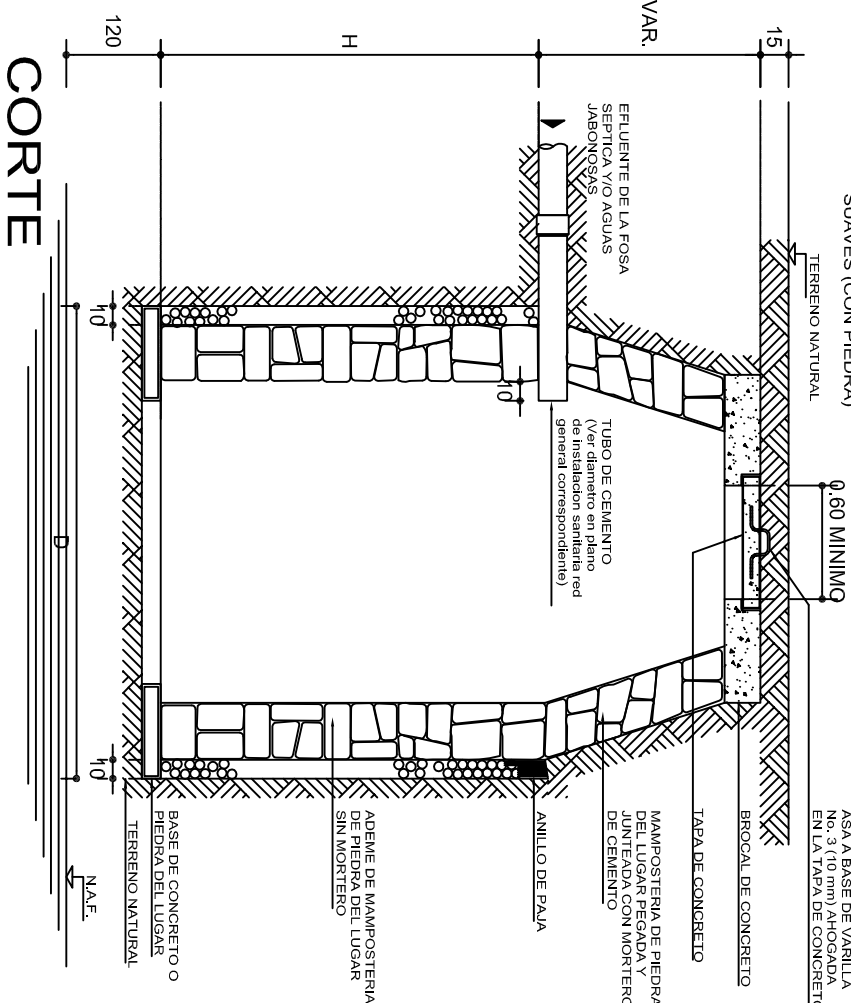 SUAVES (CON PIEDRA)
TERRENO NATURAL
0.60 MINIMO
ASA A BASE DE VARILLA
No. 3 (10 mm) AHOGADA
EN LA TAPA DE CONCRETO
BROCAL DE CONCRETO
TAPA DE CONCRETO
MAMPOSTERIA DE PIEDRA
DEL LUGAR PEGADA Y
JUNTEADA CON MORTERO
DE CEMENTO
ANILLO DE PAJA
ADEME DE MAMPOSTERIA
DE PIEDRA DEL LUGAR
SIN MORTERO
BASE DE CONCRETO O
PIEDRA DEL LUGAR
TERRENO NATURAL
N.A.F.
EFLUENTE DE LA FOSA
SEPTICA Y/O AGUAS
JABONOSAS
TUBO DE CEMENTO
(Ver diametro en plano
de instalacion sanitaria red
general correspondiente)
15
VAR.
H
120
10
10
10
D
CORTE